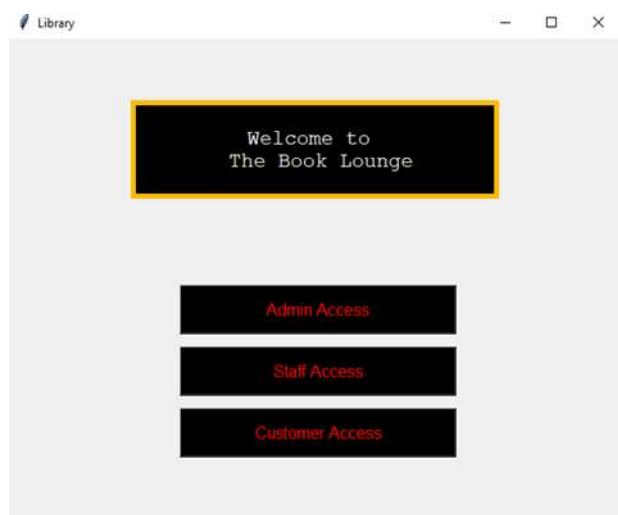 Library
Welcome to
The Book Lounge
Admin Access
Staff Access
Customer Access